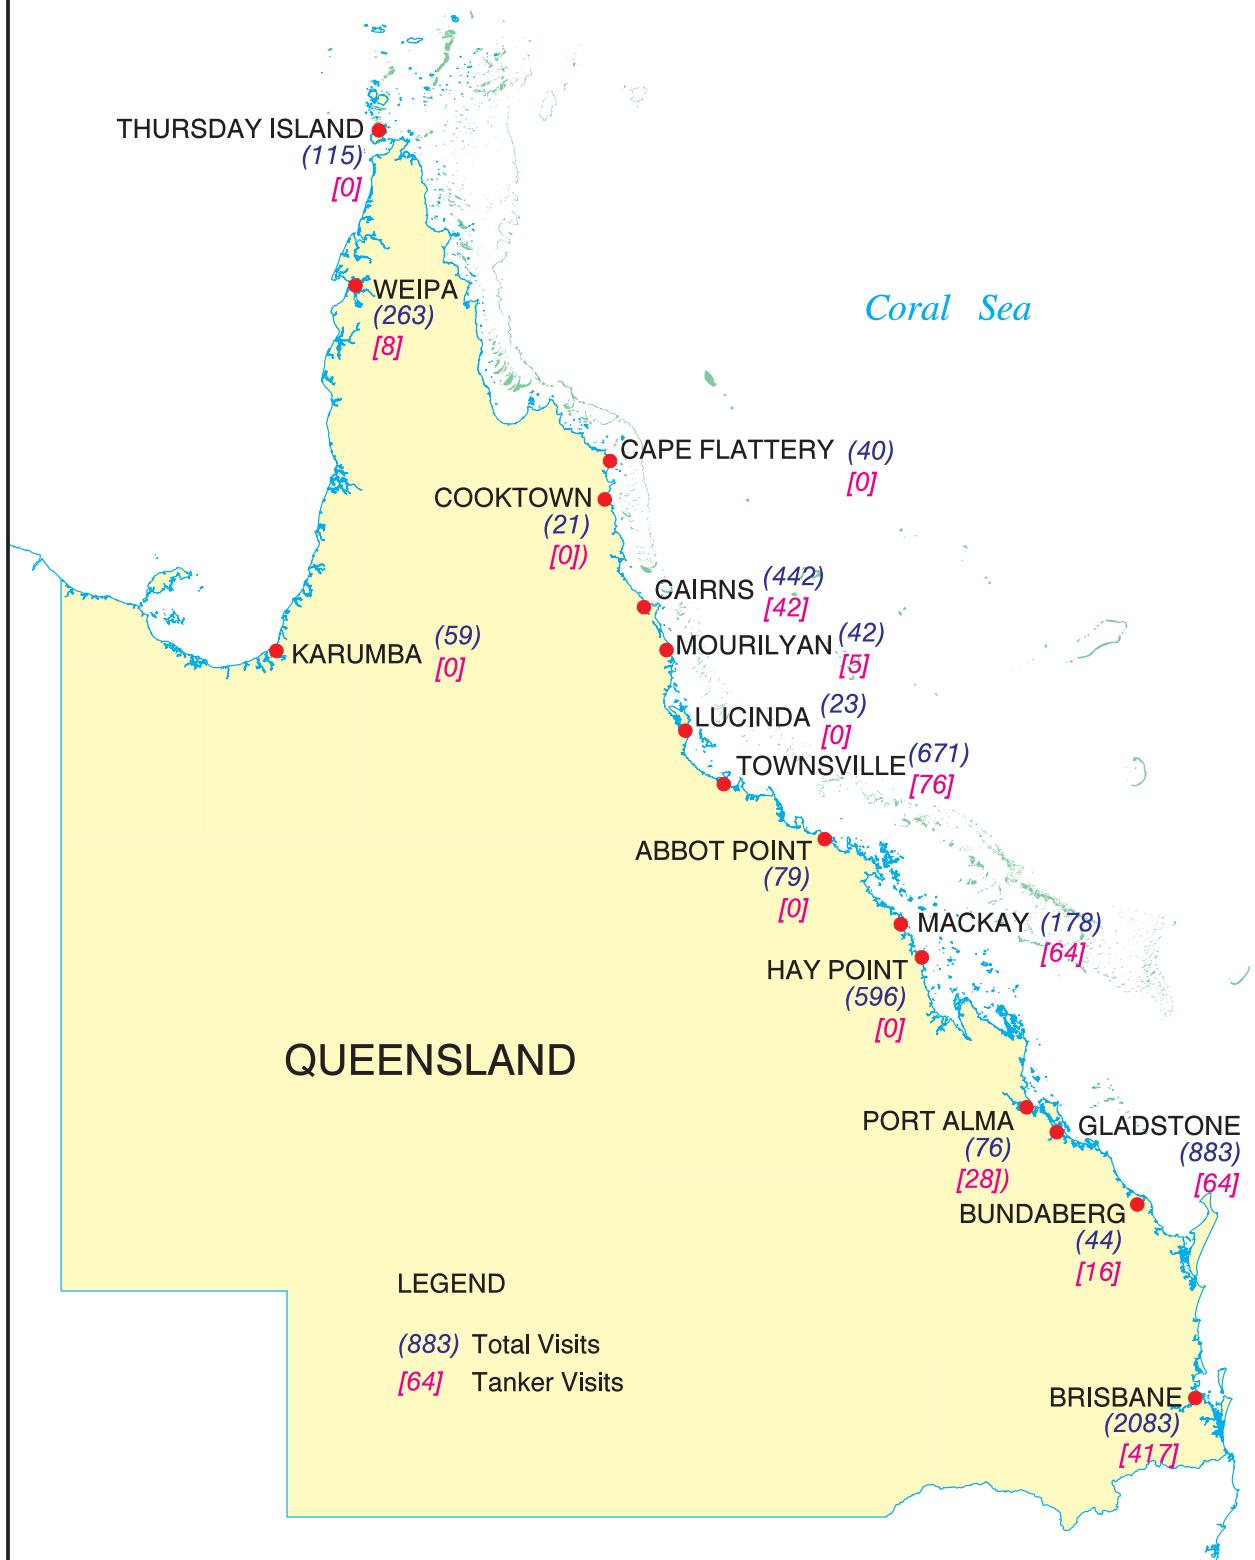 THURSDAY ISLAND
(115)
[0]
WEIPA
(263)
[8]
Coral Sea
CAPE FLATTERY (40)
[0]
COOKTOWN
(21)
[0])
CAIRNS (442)
[42]
KARUMBA (59)
[0]
MOURILYAN (42)
[5]
LUCINDA (23)
[0]
TOWNSVILLE (671)
[76]
ABBOT POINT
(79)
[0]
MACKAY (178)
[64]
HAY POINT
(596)
[0]
QUEENSLAND
PORT ALMA
(76)
[28])
GLADSTONE
(883)
[64]
BUNDABERG
(44)
[16]
LEGEND
(883) Total Visits
[64] Tanker Visits
BRISBANE
(2083)
[417]